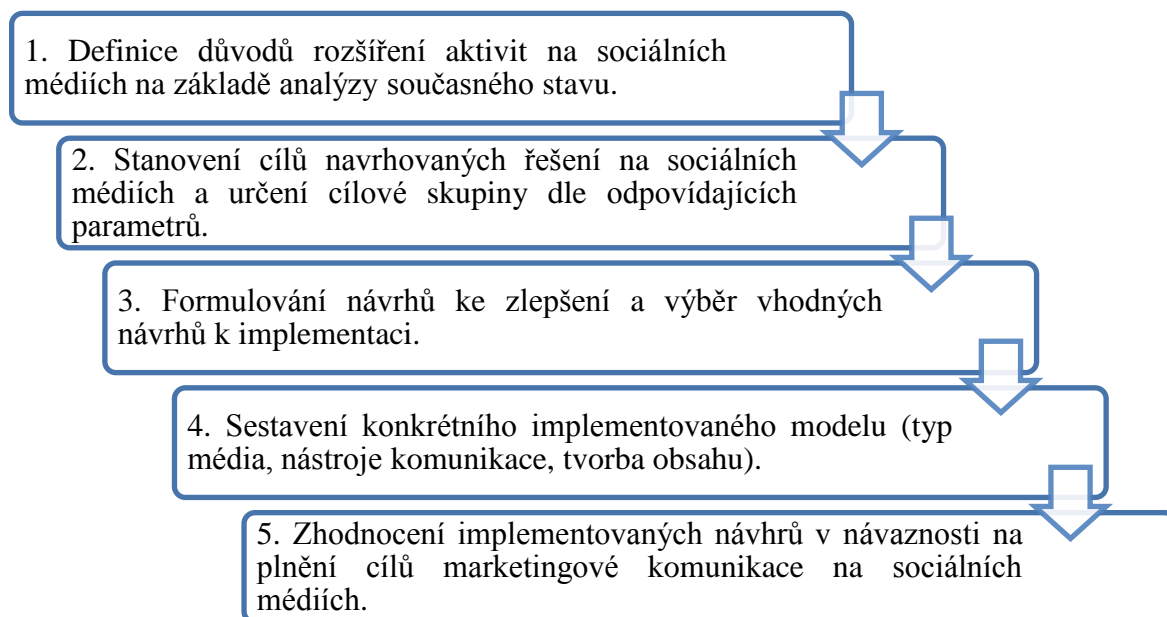 1. Definice důvodů rozšíření aktivit na sociálních
médiích na základě analýzy současného stavu.
2. Stanovení cílů navrhovaných řešení na sociálních
médiích a určení cílové skupiny dle odpovídajících
parametrů.
3. Formulování návrhů ke zlepšení a výběr vhodných
návrhů k implementaci.
4. Sestavení konkrétního implementovaného modelu (typ
média, nástroje komunikace, tvorba obsahu).
5. Zhodnocení implementovaných návhrů v návaznosti na
plnění cílů marketingové komunikace na sociálních
médiích.